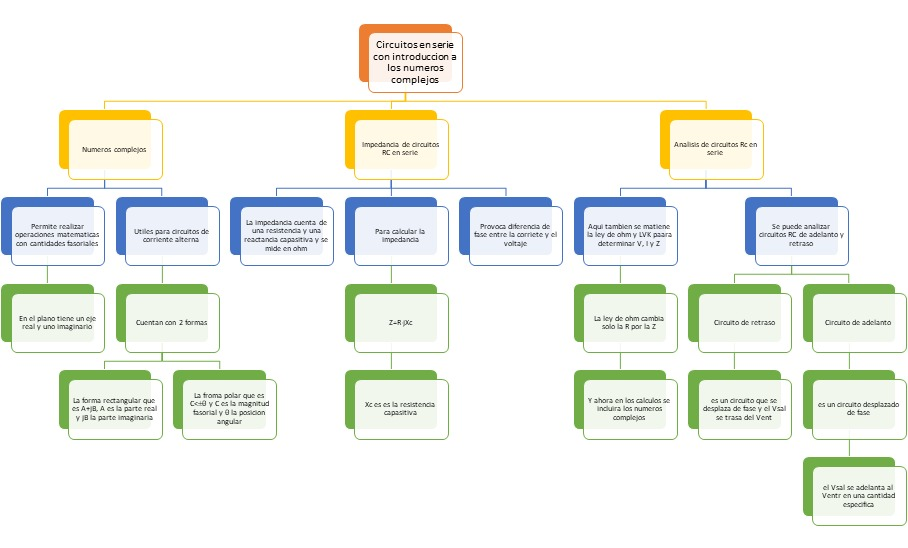 Circuitos en serie
con introduccion a
los numeros
complejos
Numeros complejos
Impedancia de circuitos
RC en serie
Analisis de circuitos Rc en
serie
Permite realizar
operaciones matematicas
con cantidades fasoriales
Utiles para circuitos de
corriente alterna
La impedancia cuenta de
una resistencia y una
reactancia capasitiva y se
mide en ohm
Para calcular la
impedancia
Provoca diferencia de
fase entre la corriete y el
voltaje
Aqui tambien se matiene
la ley de ohm y LVK paara
determinar V, I y Z
Se puede analizar
circuitos RC de adelanto y
retraso
En el plano tiene un eje
real y uno imaginario
Cuentan con 2 formas
Z=R-jXc
La ley de ohm cambia
solo la R por la Z
Circuito de retraso
Circuito de adelanto
La forma rectangular que
es A+jB, A es la parte real
y jB la parte imaginaria
La froma polar que es
C<±θ y C es la magnitud
fasorial y θ la posicion
angular
Xc es es la resistencia
capasitiva
Y ahora en los calculos se
incluira los numeros
complejos
es un circuito que se
desplaza de fase y el Vsal
se trasa del Vent
es un circuito desplazado
de fase
el Vsal se adelanta al
Ventr en una cantidad
especifica